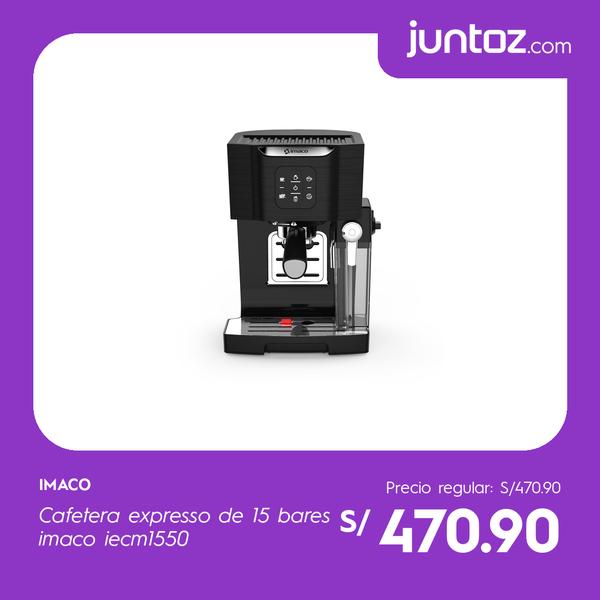 juntoz.com
imaco
IMACO
Precio regular: S/470.90
Cafetera expresso de 15 bares
imaco iecm1550
S/ 470.90